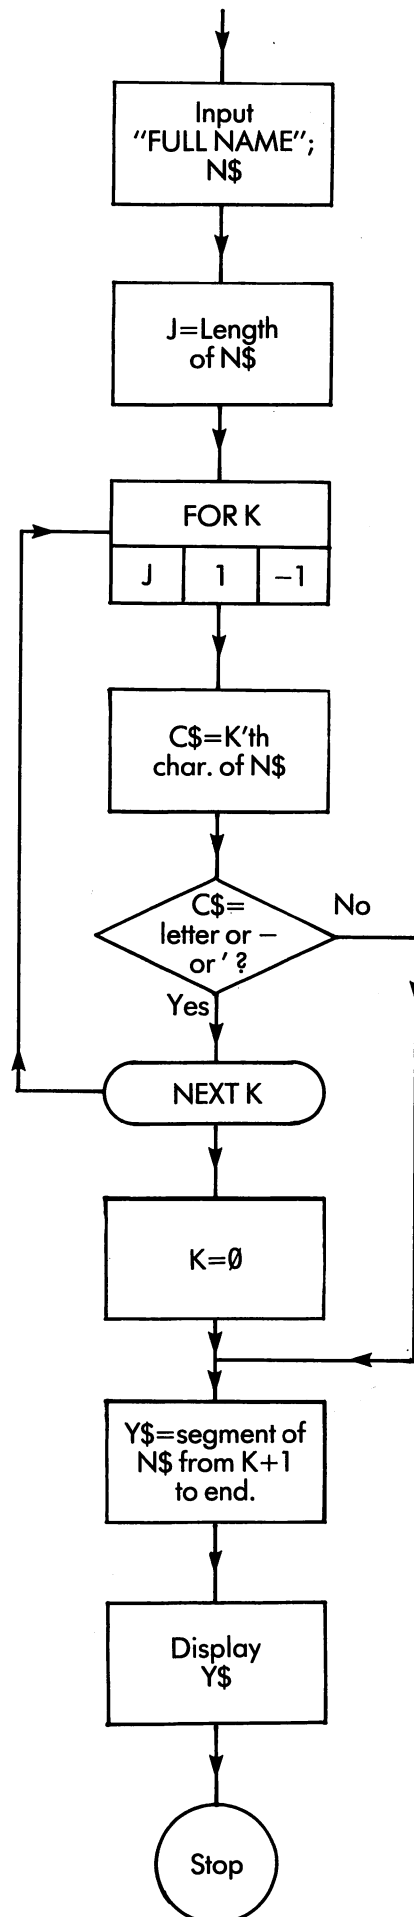 Input
"FULL NAME";
N$
J=Length
of N$
FOR K
J 1 −1
C$=K'th
char. of N$
C$=
letter or −
or ' ?
No
Yes
NEXT K
K=Ø
Y$=segment of
N$ from K+1
to end.
Display
Y$
Stop